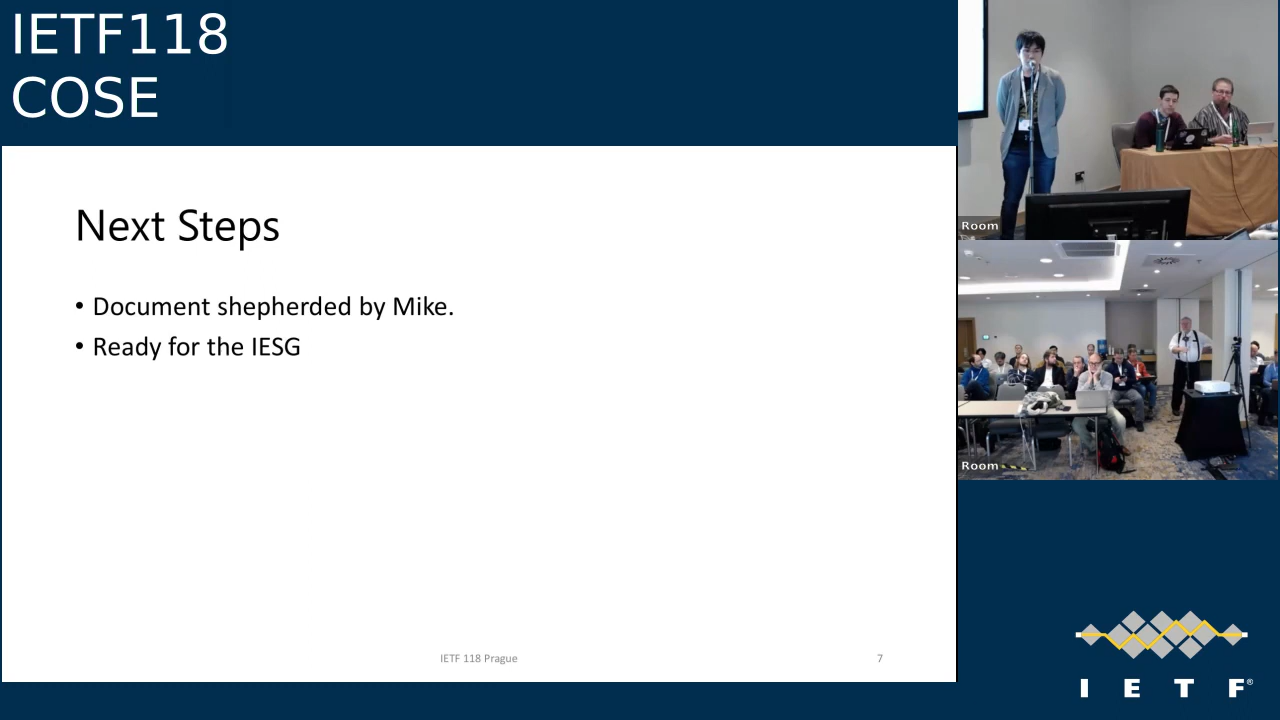 IETF118
COSE
Next Steps
• Document shepherded by Mike.
• Ready for the IESG
IETF 118 Prague
7
Room
Room
I E T F®